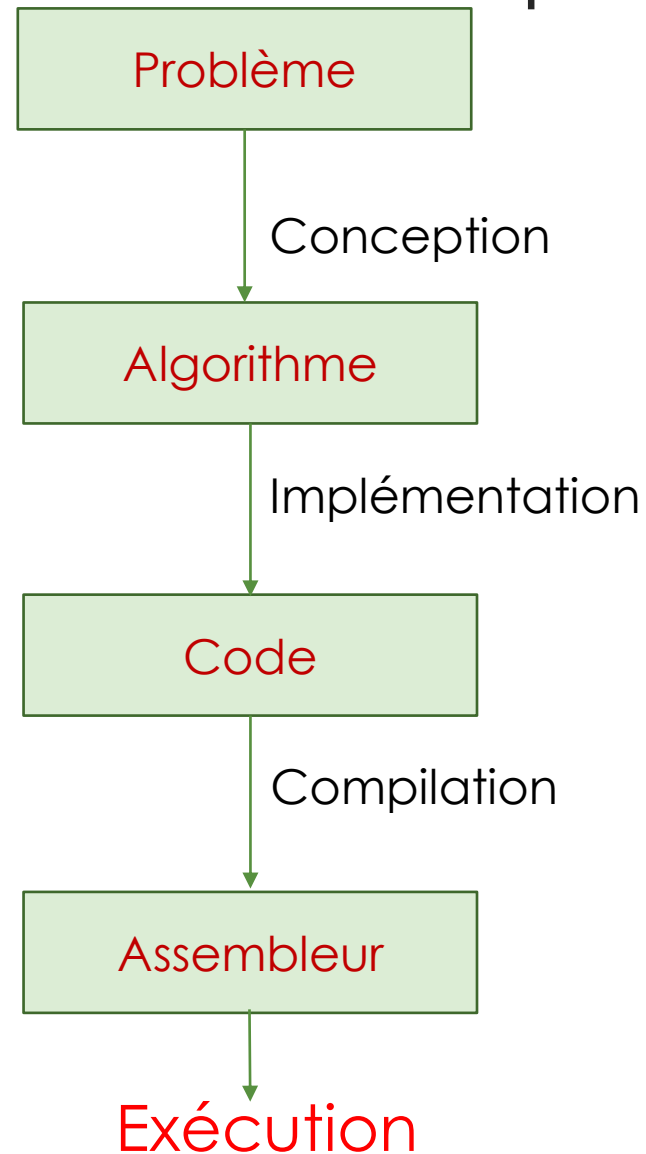 Problème
Conception
Algorithme
Implémentation
Code
Compilation
Assembleur
Exécution